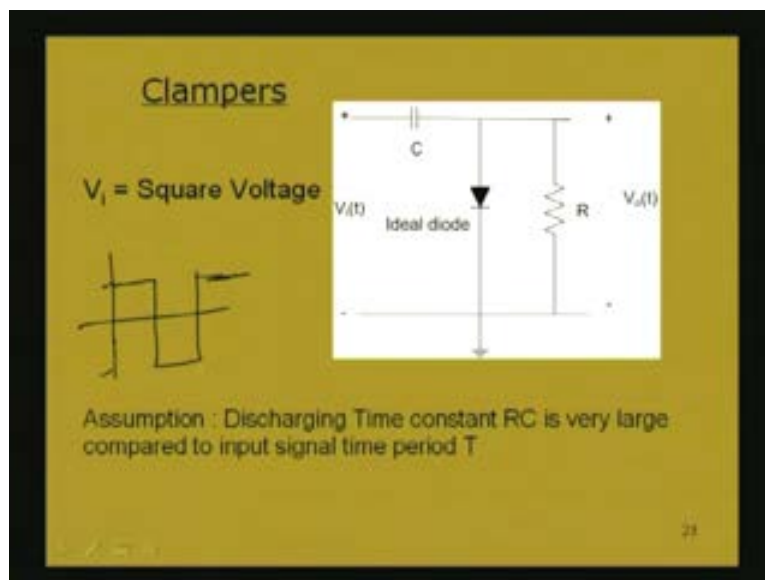 Clampers
Vᵢ = Square Voltage
C
Vᵢ(t)
Ideal diode
R
Vₒ(t)
Assumption : Discharging Time constant RC is very large
compared to input signal time period T